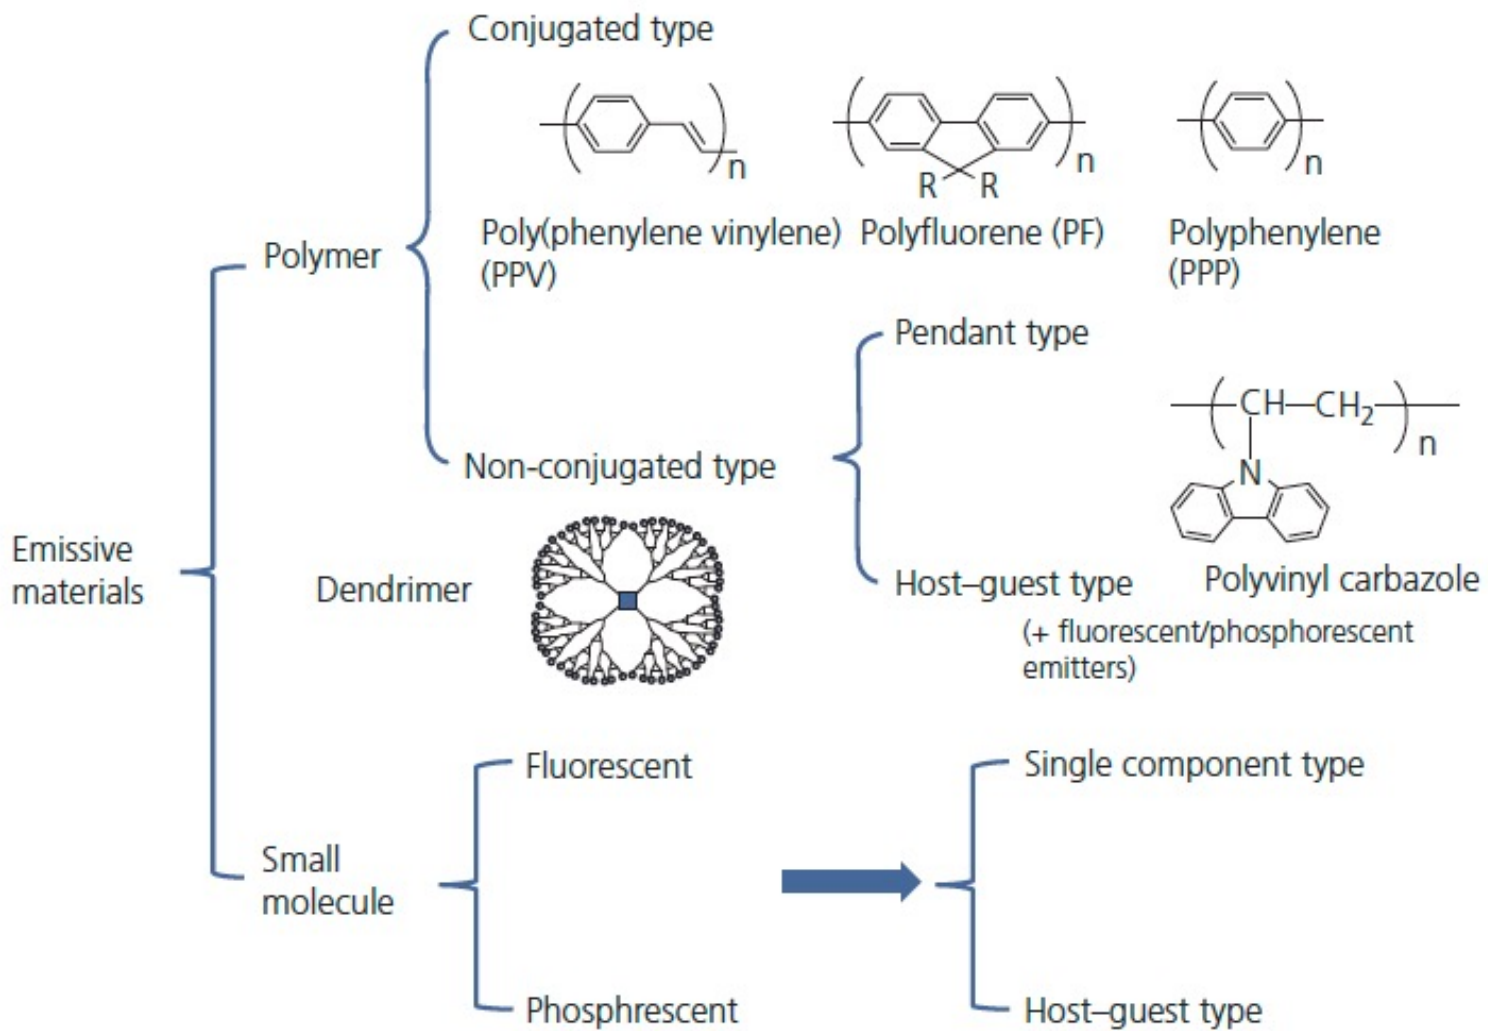 Conjugated type
n
n
n
R R
Poly(phenylene vinylene)
(PPV)
Polyfluorene (PF)
Polyphenylene
(PPP)
Polymer
Pendant type
CH—CH2
n
N
Non-conjugated type
Emissive
materials
Dendrimer
Host–guest type
(+ fluorescent/phosphorescent
emitters)
Polyvinyl carbazole
Fluorescent
Single component type
Small
molecule
Phosphrescent
Host–guest type